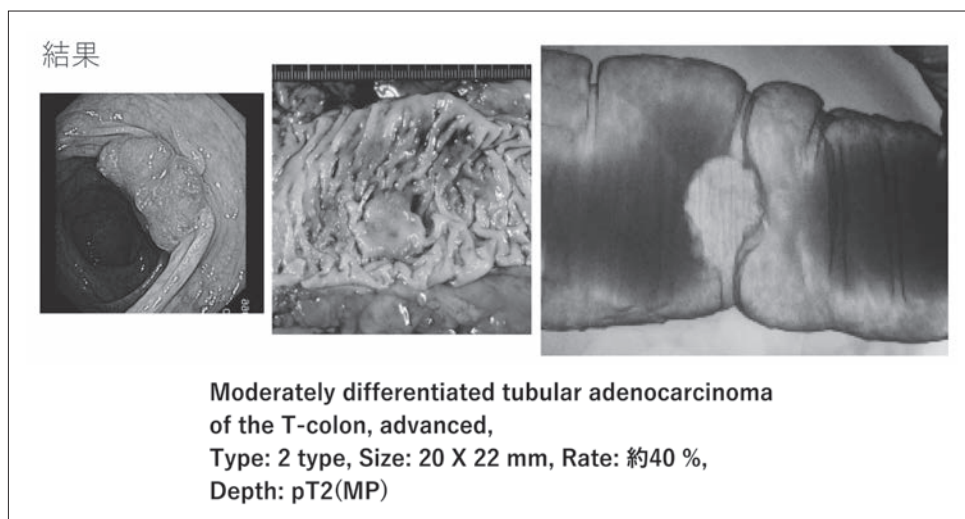 結果
Moderately differentiated tubular adenocarcinoma
of the T-colon, advanced,
Type: 2 type, Size: 20 X 22 mm, Rate: 約40 %,
Depth: pT2(MP)